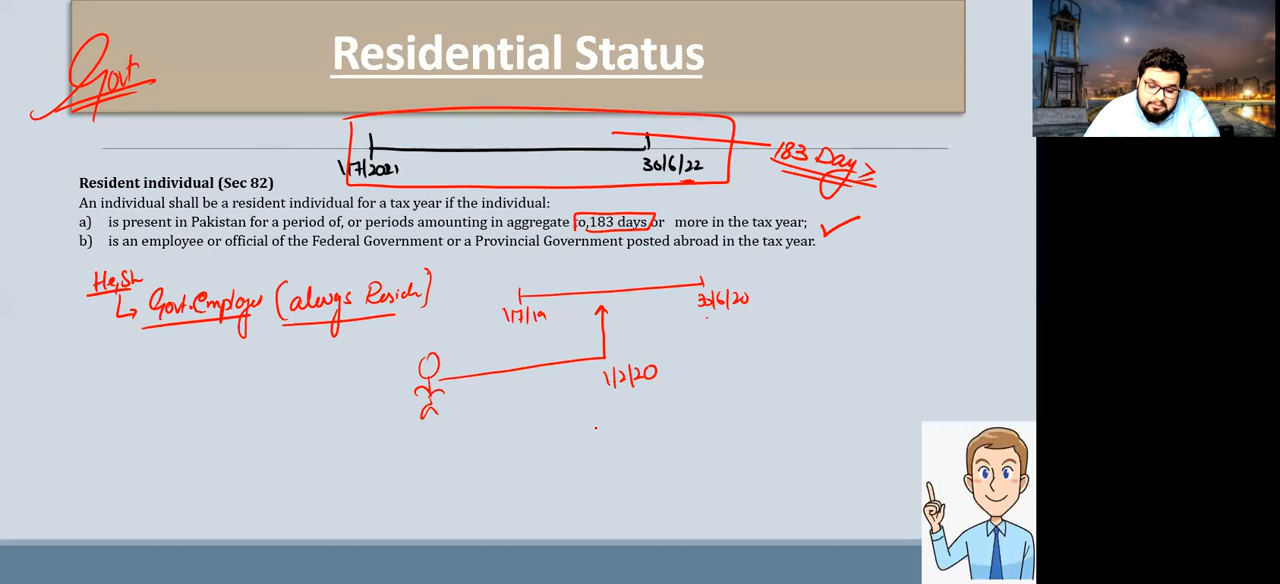 Residential Status
Govt
1/7/2021
30/6/22
183 Days
Resident individual (Sec 82)
An individual shall be a resident individual for a tax year if the individual:
a) is present in Pakistan for a period of, or periods amounting in aggregate to,183 days or more in the tax year;
b) is an employee or official of the Federal Government or a Provincial Government posted abroad in the tax year.
Govt. Employe (always Resid)
1/7/19
30/6/20
1/2/20